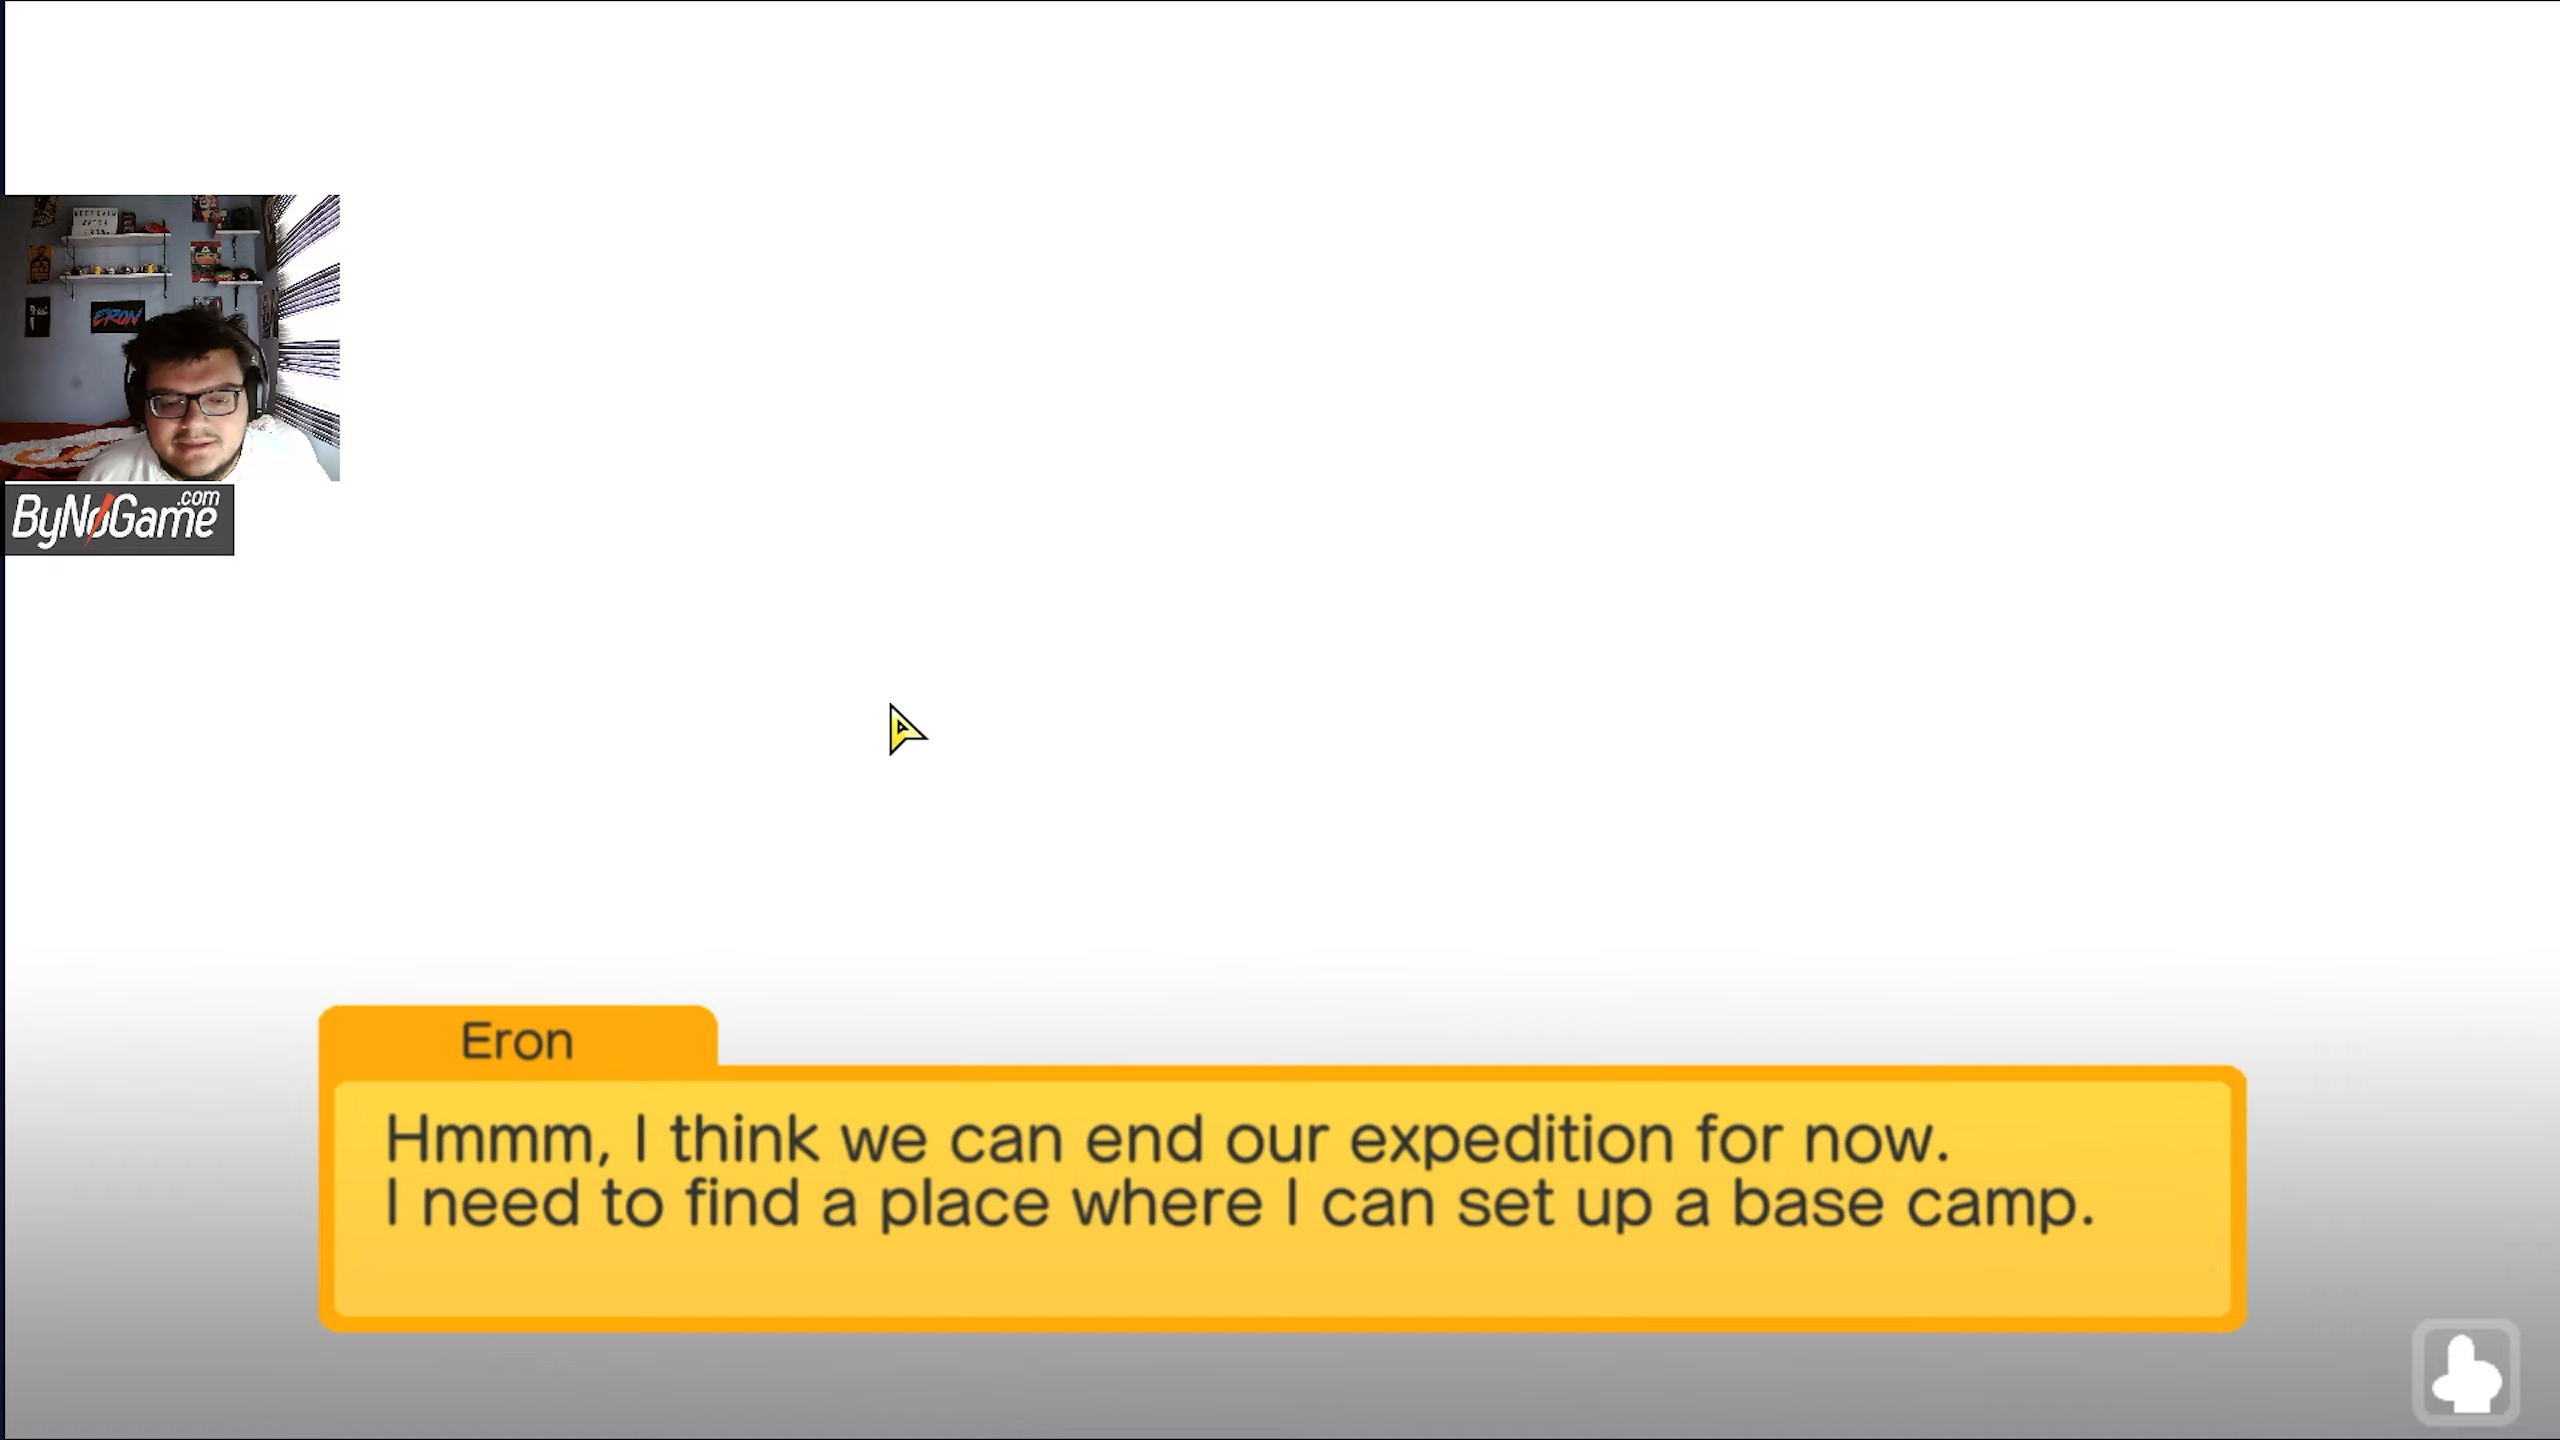 ERON
ByNoGame.com
Eron
Hmmm, I think we can end our expedition for now.
I need to find a place where I can set up a base camp.